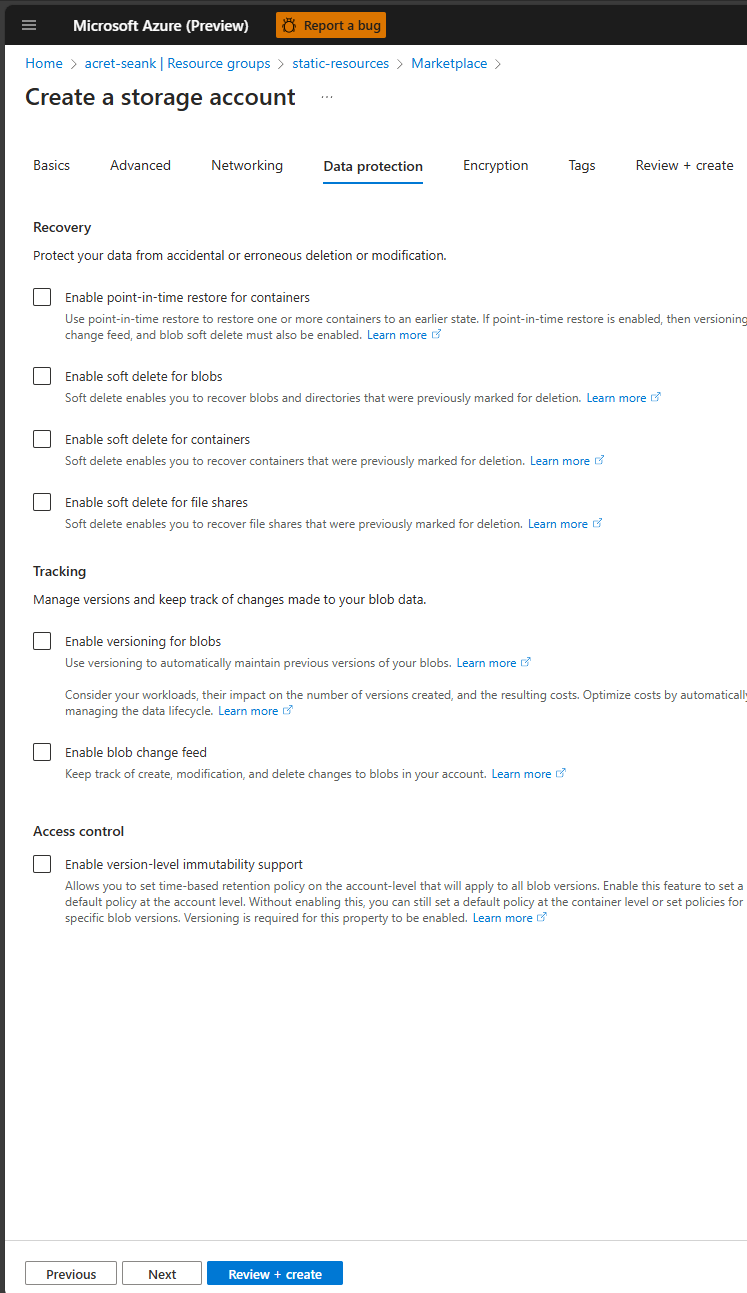 Microsoft Azure (Preview) Report a bug
Home > acret-seank | Resource groups > static-resources > Marketplace >
Create a storage account ...
Basics Advanced Networking Data protection Encryption Tags Review + create
Recovery
Protect your data from accidental or erroneous deletion or modification.
Enable point-in-time restore for containers
Use point-in-time restore to restore one or more containers to an earlier state. If point-in-time restore is enabled, then versioning
change feed, and blob soft delete must also be enabled. Learn more
Enable soft delete for blobs
Soft delete enables you to recover blobs and directories that were previously marked for deletion. Learn more
Enable soft delete for containers
Soft delete enables you to recover containers that were previously marked for deletion. Learn more
Enable soft delete for file shares
Soft delete enables you to recover file shares that were previously marked for deletion. Learn more
Tracking
Manage versions and keep track of changes made to your blob data.
Enable versioning for blobs
Use versioning to automatically maintain previous versions of your blobs. Learn more
Consider your workloads, their impact on the number of versions created, and the resulting costs. Optimize costs by automatically
managing the data lifecycle. Learn more
Enable blob change feed
Keep track of create, modification, and delete changes to blobs in your account. Learn more
Access control
Enable version-level immutability support
Allows you to set time-based retention policy on the account-level that will apply to all blob versions. Enable this feature to set a
default policy at the account level. Without enabling this, you can still set a default policy at the container level or set policies for
specific blob versions. Versioning is required for this property to be enabled. Learn more
Previous Next Review + create